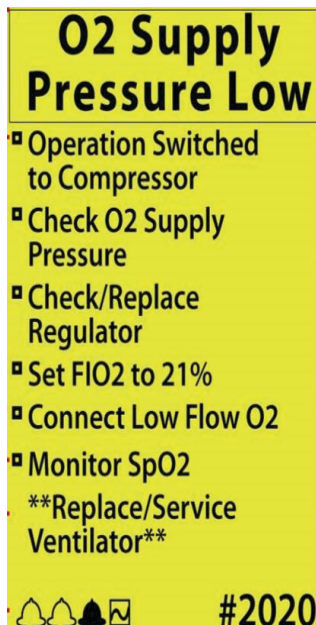 O2 Supply
Pressure Low
Operation Switched
to Compressor
Check O2 Supply
Pressure
Check/Replace
Regulator
Set FIO2 to 21%
Connect Low Flow O2
Monitor SpO2
**Replace/Service
Ventilator**
#2020